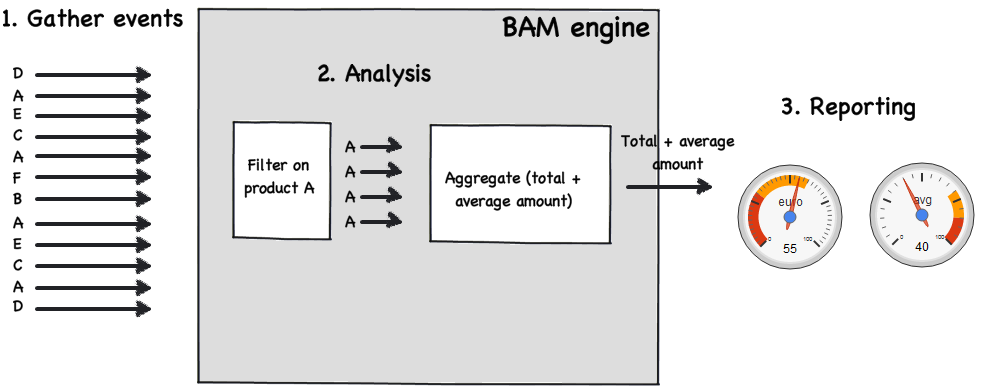 1. Gather events
BAM engine
2. Analysis
3. Reporting
D
A
E
C
A
F
B
A
E
C
A
D
Filter on
product A
A
A
A
A
Aggregate (total +
average amount)
Total + average
amount
euro
0
100
55
avg
0
100
40